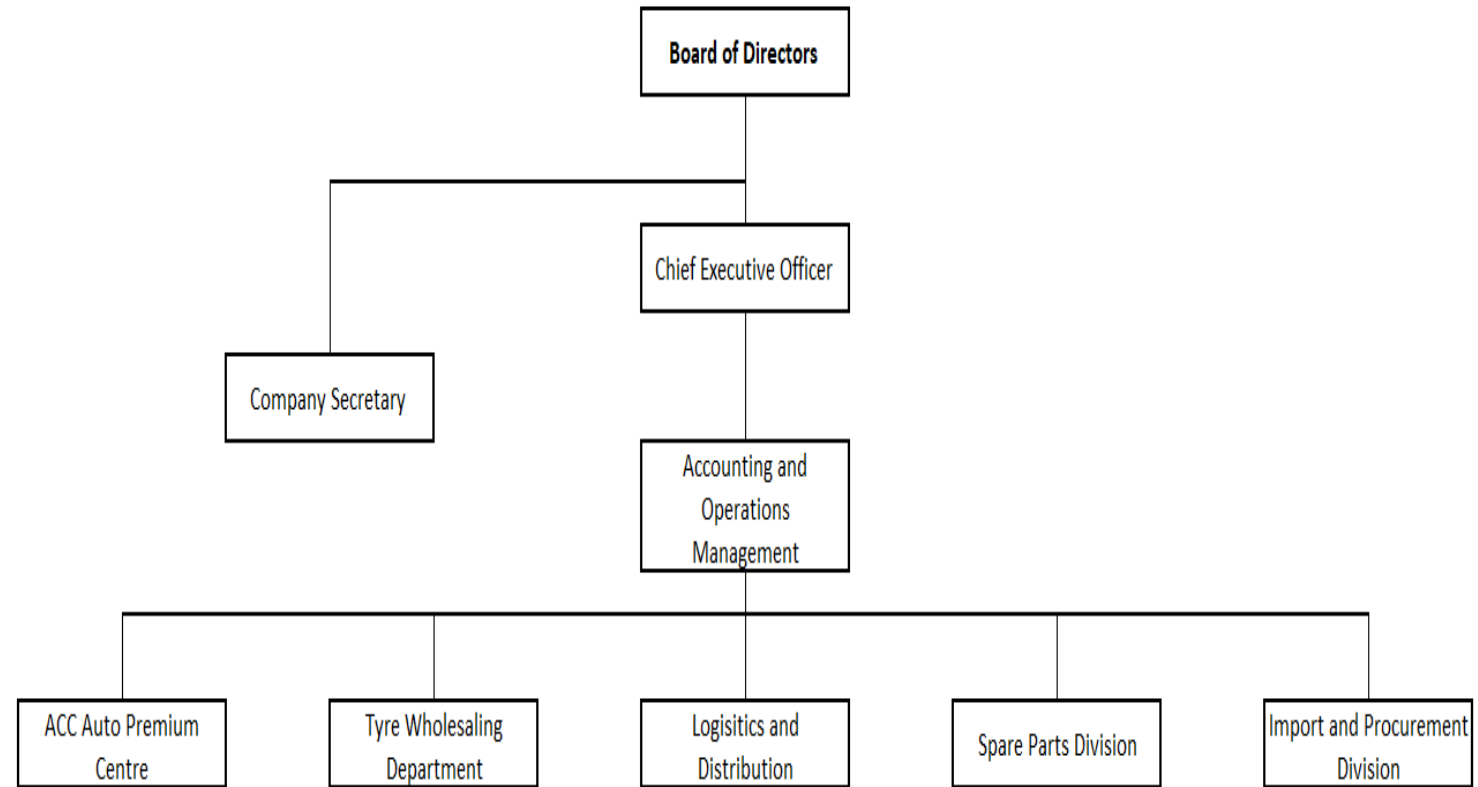 Board of Directors
Chief Executive Officer
Company Secretary
Accounting and
Operations
Management
ACC Auto Premium
Centre
Tyre Wholesaling
Department
Logisitics and
Distribution
Spare Parts Division
Import and Procurement
Division